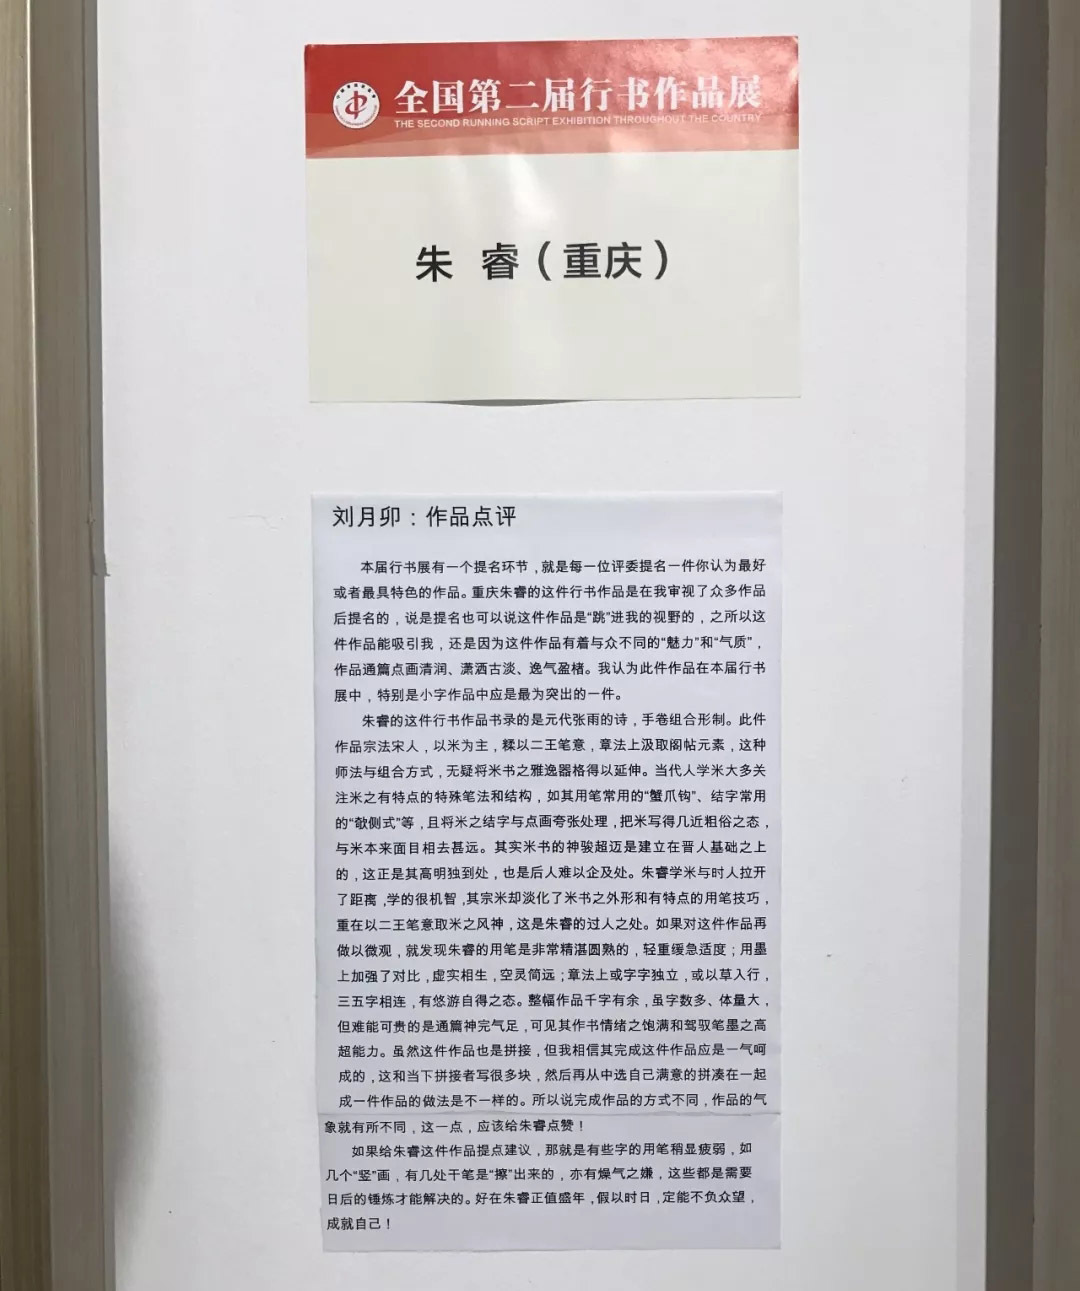 全国第二届行书作品展
THE SECOND RUNNING SCRIPT EXHIBITION THROUGHOUT THE COUNTRY
朱 睿（重庆）
刘月卯：作品点评
本届行书展有一个提名环节，就是每一位评委提名一件你认为最好
或者最具特色的作品。重庆朱睿的这件行书作品是在我审视了众多作品
后提名的，说是提名也可以说这件作品是“跳”进我的视野的，之所以这
件作品能吸引我，还是因为这件作品有着与众不同的“魅力”和“气质”，
作品通篇点画清润、潇洒古淡、逸气盈楮。我认为此件作品在本届行书
展中，特别是小字作品中应是最为突出的一件。
朱睿的这件行书作品书录的是元代张雨的诗，手卷组合形制。此件
作品宗法宋人，以米为主，糅以二王笔意，章法上汲取阁帖元素，这种
师法与组合方式，无疑将米书之雅逸器格得以延伸。当代人学米大多关
注米之有特点的特殊笔法和结构，如其用笔常用的“蟹爪钩”、结字常用
的“欹侧式”等，且将米之结字与点画夸张处理，把米写得几近粗俗之态，
与米本来面目相去甚远。其实米书的神骏超迈是建立在晋人基础之上
的，这正是其高明独到处，也是后人难以企及处。朱睿学米与时人拉开
了距离，学的很机智，其宗米却淡化了米书之外形和有特点的用笔技巧，
重在以二王笔意取米之风神，这是朱睿的过人之处。如果对这件作品再
做以微观，就发现朱睿的用笔是非常精湛圆熟的，轻重缓急适度；用墨
上加强了对比，虚实相生，空灵简远；章法上或字字独立，或以草入行，
三五字相连，有悠游自得之态。整幅作品千字有余，虽字数多、体量大，
但难能可贵的是通篇神完气足，可见其作书情绪之饱满和驾驭笔墨之高
超能力。虽然这件作品也是拼接，但我相信其完成这件作品应是一气呵
成的，这和当下拼接者写很多块，然后再从中选自己满意的拼凑在一起
成一件作品的做法是不一样的。所以说完成作品的方式不同，作品的气
象就有所不同，这一点，应该给朱睿点赞！
如果给朱睿这件作品提点建议，那就是有些字的用笔稍显疲弱，如
几个“竖”画，有几处干笔是“擦”出来的，亦有燥气之嫌，这些都是需要
日后的锤炼才能解决的。好在朱睿正值盛年，假以时日，定能不负众望，
成就自己！